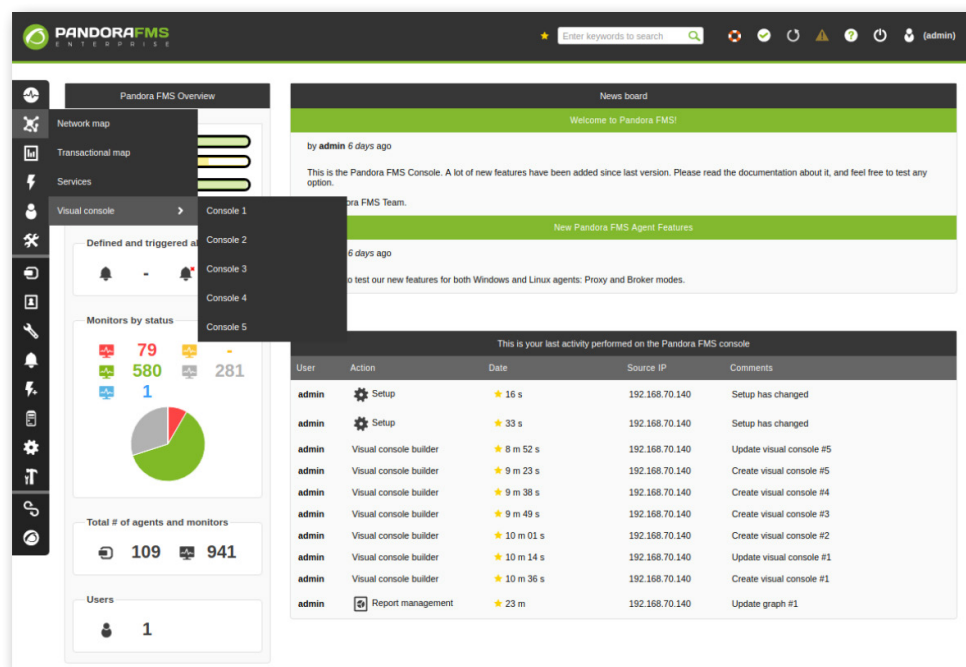 PANDORAFMS
ENTERPRISE
Enter keywords to search
(admin)
Pandora FMS Overview
Network map
Transactional map
Services
Visual console
Console 1
Console 2
Console 3
Console 4
Console 5
Defined and triggered al
-
Monitors by status
79 -
580 281
1
Total # of agents and monitors
109 941
Users
1
News board
Welcome to Pandora FMS!
by admin 6 days ago
This is the Pandora FMS Console. A lot of new features have been added since last version. Please read the documentation about it, and feel free to test any
option.
ora FMS Team.
New Pandora FMS Agent Features
6 days ago
o test our new features for both Windows and Linux agents: Proxy and Broker modes.
This is your last activity performed on the Pandora FMS console
User Action Date Source IP Comments
admin Setup 16 s 192.168.70.140 Setup has changed
admin Setup 33 s 192.168.70.140 Setup has changed
admin Visual console builder 8 m 52 s 192.168.70.140 Update visual console #5
admin Visual console builder 9 m 23 s 192.168.70.140 Create visual console #5
admin Visual console builder 9 m 38 s 192.168.70.140 Create visual console #4
admin Visual console builder 9 m 49 s 192.168.70.140 Create visual console #3
admin Visual console builder 10 m 01 s 192.168.70.140 Create visual console #2
admin Visual console builder 10 m 14 s 192.168.70.140 Update visual console #1
admin Visual console builder 10 m 36 s 192.168.70.140 Create visual console #1
admin Report management 23 m 192.168.70.140 Update graph #1